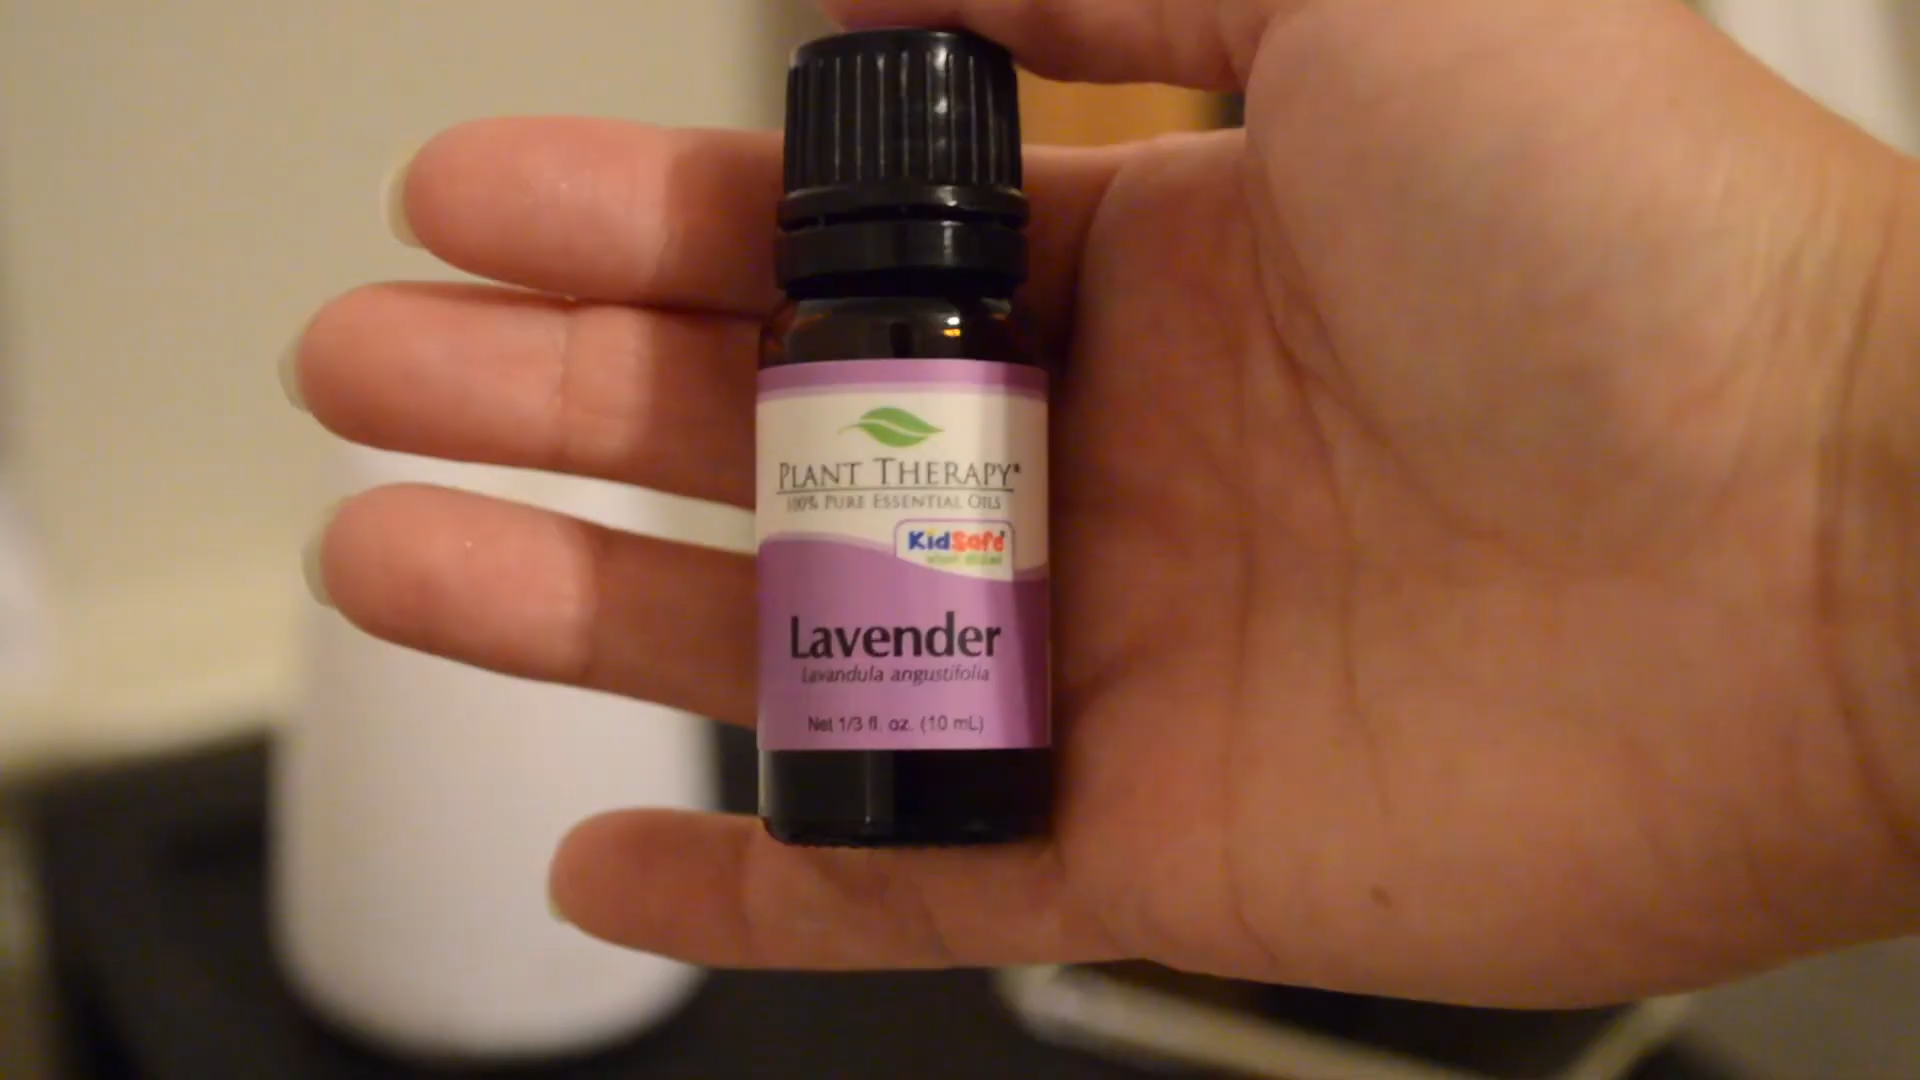 PLANT THERAPY®
100% PURE ESSENTIAL OILS
KidSafe
Lavender
Lavandula angustifolia
Net 1/3 fl. oz. (10 mL)